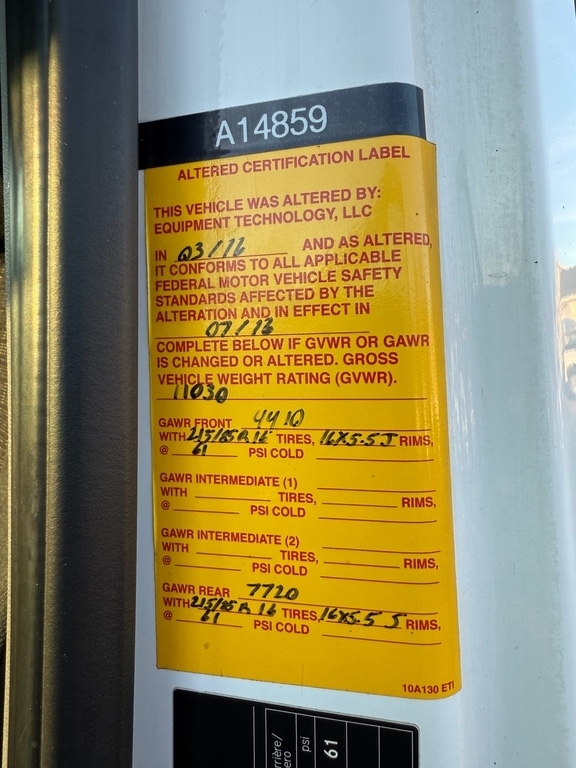 A14859
ALTERED CERTIFICATION LABEL
THIS VEHICLE WAS ALTERED BY:
EQUIPMENT TECHNOLOGY, LLC
IN 03/16 AND AS ALTERED,
IT CONFORMS TO ALL APPLICABLE
FEDERAL MOTOR VEHICLE SAFETY
STANDARDS AFFECTED BY THE
ALTERATION AND IN EFFECT IN
07/13
COMPLETE BELOW IF GVWR OR GAWR
IS CHANGED OR ALTERED. GROSS
VEHICLE WEIGHT RATING (GVWR).
11030
GAWR FRONT 4410
WITH 215/85R16 TIRES, 16X5.5J RIMS,
@ 61 PSI COLD
GAWR INTERMEDIATE (1)
WITH TIRES, RIMS,
@ PSI COLD
GAWR INTERMEDIATE (2)
WITH TIRES, RIMS,
@ PSI COLD
GAWR REAR 7720
WITH 215/85R16 TIRES, 16X5.5J RIMS,
@ 61 PSI COLD
10A130 ETI
psi
61